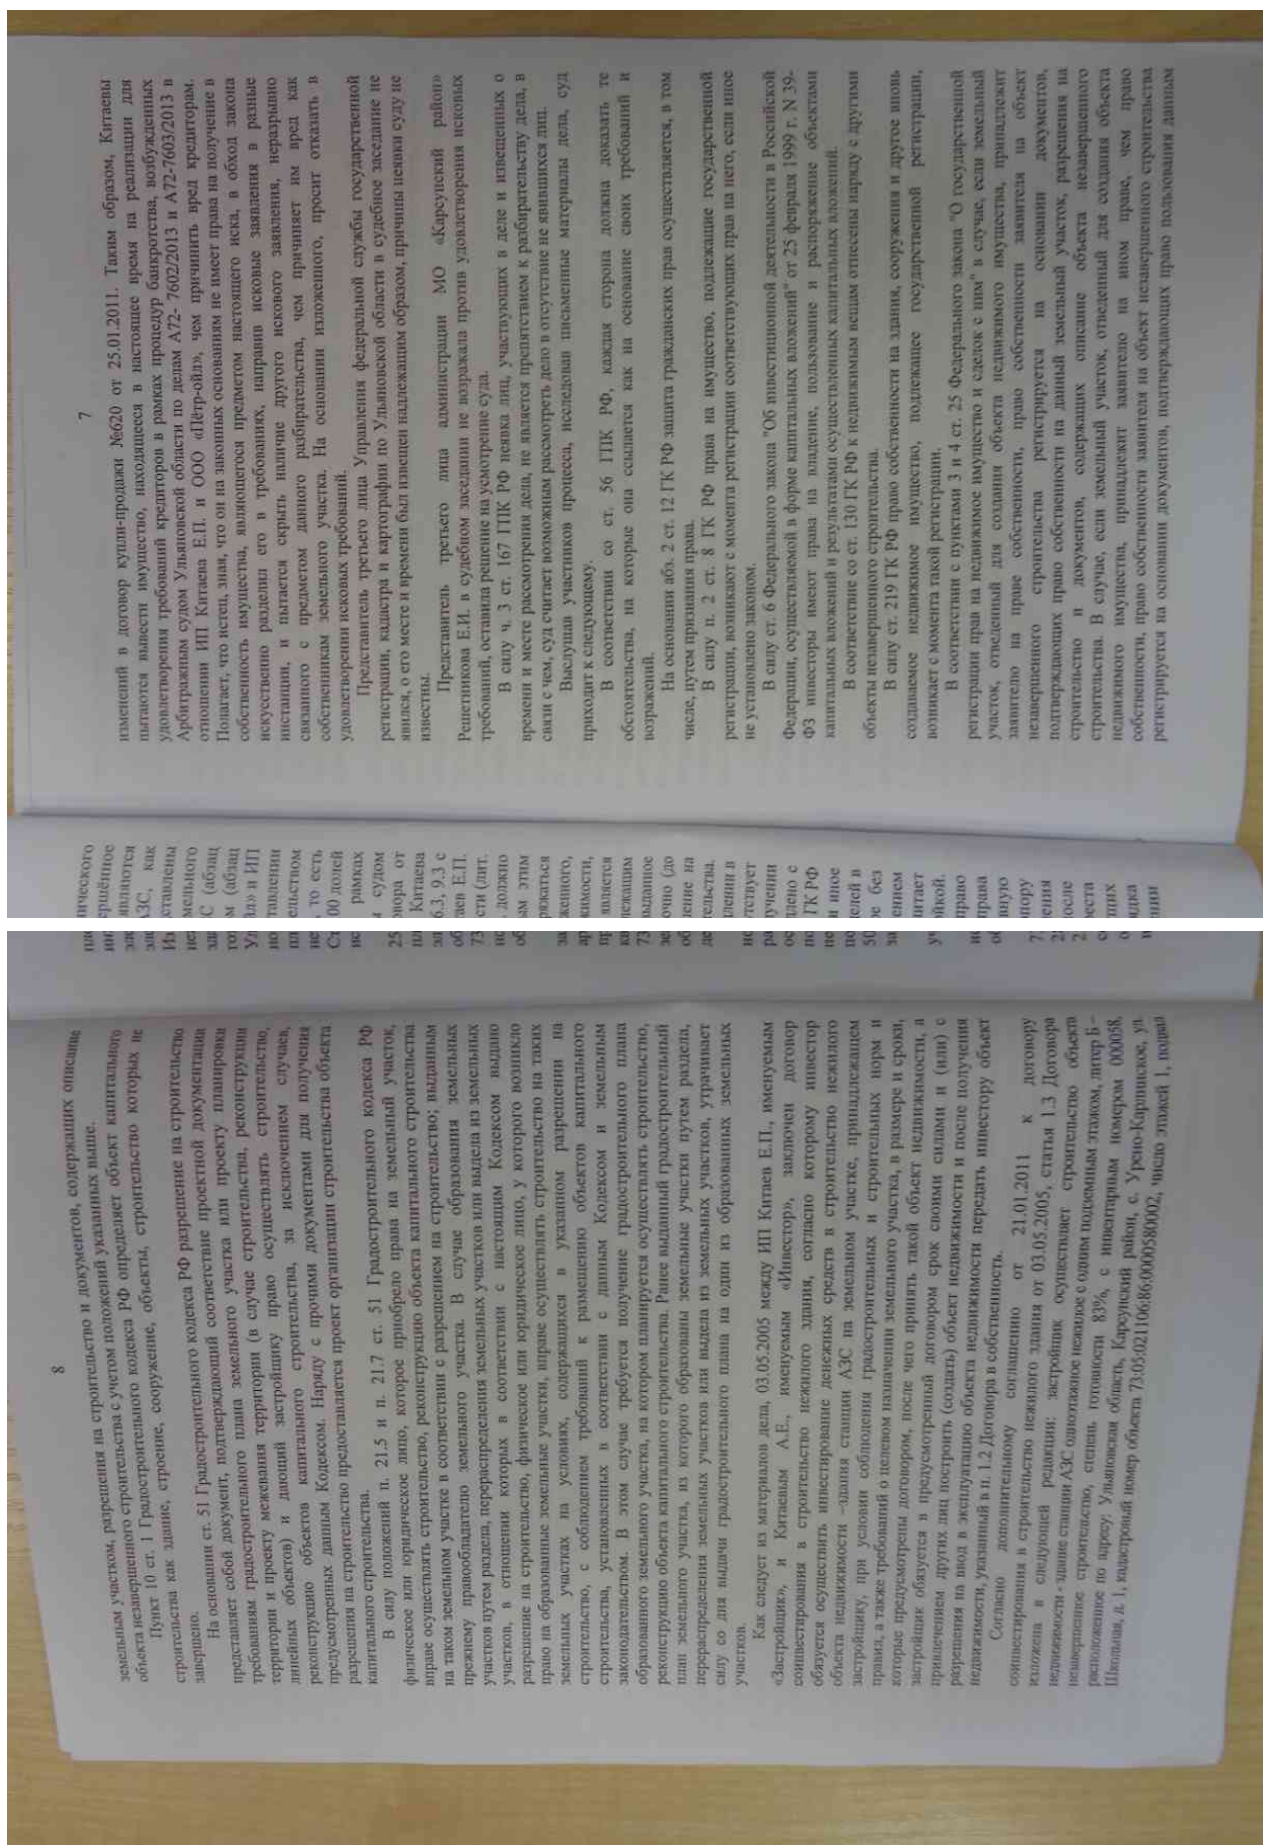 7
изменений в договор купли-продажи №620 от 25.01.2011. Таким образом, Китаевы
пытаются вывести имущество, находящееся в настоящее время на реализации для
удовлетворения требований кредиторов в рамках процедур банкротства, возбужденных
Арбитражным судом Ульяновской области по делам А72- 7602/2013 и А72-7603/2013 в
отношении ИП Китаева Е.П. и ООО «Пётр-ойл», чем причинить вред кредиторам.
Полагает, что истец, зная, что он на законных основаниям не имеет права на получение в
собственность имущества, являющегося предметом настоящего иска, в обход закона
искусственно разделил его в требованиях, направив исковые заявления в разные
инстанции, и пытается скрыть наличие другого искового заявления, неразрывно
связанного с предметом данного разбирательства, чем причиняет им вред как
собственникам земельного участка. На основании изложенного, просит отказать в
удовлетворении исковых требований.
Представитель третьего лица Управления федеральной службы государственной
регистрации, кадастра и картографии по Ульяновской области в судебное заседание не
явился, о его месте и времени был извещен надлежащим образом, причины неявки суду не
известны.
Представитель третьего лица администрации МО «Карсунский район»
Решетникова Е.И. в судебном заседании не возражала против удовлетворения исковых
требований, оставила решение на усмотрение суда.
В силу ч. 3 ст. 167 ГПК РФ неявка лиц, участвующих в деле и извещенных о
времени и месте рассмотрения дела, не является препятствием к разбирательству дела, в
связи с чем, суд считает возможным рассмотреть дело в отсутствие не явившихся лиц.
Выслушав участников процесса, исследовав письменные материалы дела, суд
приходит к следующему.
В соответствии со ст. 56 ГПК РФ, каждая сторона должна доказать те
обстоятельства, на которые она ссылается как на основание своих требований и
возражений.
На основании абз. 2 ст. 12 ГК РФ защита гражданских прав осуществляется, в том
числе, путем признания права.
В силу п. 2 ст. 8 ГК РФ права на имущество, подлежащие государственной
регистрации, возникают с момента регистрации соответствующих прав на него, если иное
не установлено законом.
В силу ст. 6 Федерального закона "Об инвестиционной деятельности в Российской
Федерации, осуществляемой в форме капитальных вложений" от 25 февраля 1999 г. N 39-
ФЗ инвесторы имеют права на владение, пользование и распоряжение объектами
капитальных вложений и результатами осуществленных капитальных вложений.
В соответствие со ст. 130 ГК РФ к недвижимым вещам отнесены наряду с другими
объекты незавершенного строительства.
В силу ст. 219 ГК РФ право собственности на здания, сооружения и другое вновь
создаваемое недвижимое имущество, подлежащее государственной регистрации,
возникает с момента такой регистрации.
В соответствии с пунктами 3 и 4 ст. 25 Федерального закона "О государственной
регистрации прав на недвижимое имущество и сделок с ним" в случае, если земельный
участок, отведенный для создания объекта недвижимого имущества, принадлежит
заявителю на праве собственности, право собственности заявителя на объект
незавершенного строительства регистрируется на основании документов,
подтверждающих право собственности на данный земельный участок, разрешения на
строительство и документов, содержащих описание объекта незавершенного
строительства. В случае, если земельный участок, отведенный для создания объекта
недвижимого имущества, принадлежит заявителю на ином праве, чем право
собственности, право собственности заявителя на объект незавершенного строительства
регистрируется на основании документов, подтверждающих право пользования данным
8
земельным участком, разрешения на строительство и документов, содержащих описание
объекта незавершенного строительства с учетом положений указанных выше.
Пункт 10 ст. 1 Градостроительного кодекса РФ определяет объект капитального
строительства как здание, строение, сооружение, объекты, строительство которых не
завершено.
На основании ст. 51 Градостроительного кодекса РФ разрешение на строительство
представляет собой документ, подтверждающий соответствие проектной документации
требованиям градостроительного плана земельного участка или проекту планировки
территории и проекту межевания территории (в случае строительства, реконструкции
линейных объектов) и дающий застройщику право осуществлять строительство,
реконструкцию объектов капитального строительства, за исключением случаев,
предусмотренных данным Кодексом. Наряду с прочими документами для получения
разрешения на строительство предоставляется проект организации строительства объекта
капитального строительства.
В силу положений п. 21.5 и п. 21.7 ст. 51 Градостроительного кодекса РФ
физическое или юридическое лицо, которое приобрело права на земельный участок,
вправе осуществлять строительство, реконструкцию объекта капитального строительства
на таком земельном участке в соответствии с разрешением на строительство; выданным
прежнему правообладателю земельного участка. В случае образования земельных
участков путем раздела, перераспределения земельных участков или выдела из земельных
участков, в отношении которых в соответствии с настоящим Кодексом выдано
разрешение на строительство, физическое или юридическое лицо, у которого возникло
право на образованные земельные участки, вправе осуществлять строительство на таких
земельных участках на условиях, содержащихся в указанном разрешении на
строительство, с соблюдением требований к размещению объектов капитального
строительства, установленных в соответствии с данным Кодексом и земельным
законодательством. В этом случае требуется получение градостроительного плана
образованного земельного участка, на котором планируется осуществлять строительство,
реконструкцию объекта капитального строительства. Ранее выданный градостроительный
план земельного участка, из которого образованы земельные участки путем раздела,
перераспределения земельных участков или выдела из земельных участков, утрачивает
силу со дня выдачи градостроительного плана на один из образованных земельных
участков.
Как следует из материалов дела, 03.05.2005 между ИП Китаев Е.П., именуемым
«Застройщик», и Китаевым А.Е., именуемым «Инвестор», заключен договор
соинвестирования в строительство нежилого здания, согласно которому инвестор
обязуется осуществить инвестирование денежных средств в строительство нежилого
объекта недвижимости –здания станции АЗС на земельном участке, принадлежащем
застройщику, при условии соблюдения градостроительных и строительных норм и
правил, а также требований о целевом назначении земельного участка, в размере и сроки,
которые предусмотрены договором, после чего принять такой объект недвижимости, а
застройщик обязуется в предусмотренный договором срок своими силами и (или) с
привлечением других лиц построить (создать) объект недвижимости и после получения
разрешения на ввод в эксплуатацию объекта недвижимости передать инвестору объект
недвижимости, указанный в п. 1.2 Договора в собственность.
Согласно дополнительному соглашению от 21.01.2011 к договору
соинвестирования в строительство нежилого здания от 03.05.2005, статья 1.3 Договора
изложена в следующей редакции: застройщик осуществляет строительство объекта
недвижимости - здание станции АЗС одноэтажное нежилое с одним подземным этажом, литер Б –
незавершенное строительство, степень готовности 83%, с инвентарным номером 000058,
расположенное по адресу: Ульяновская область, Карсунский район, с. Урено-Карлинское, ул.
Школьная, д. 1, кадастровый номер объекта 73:05:021106:86:0000580002, число этажей 1, подвал